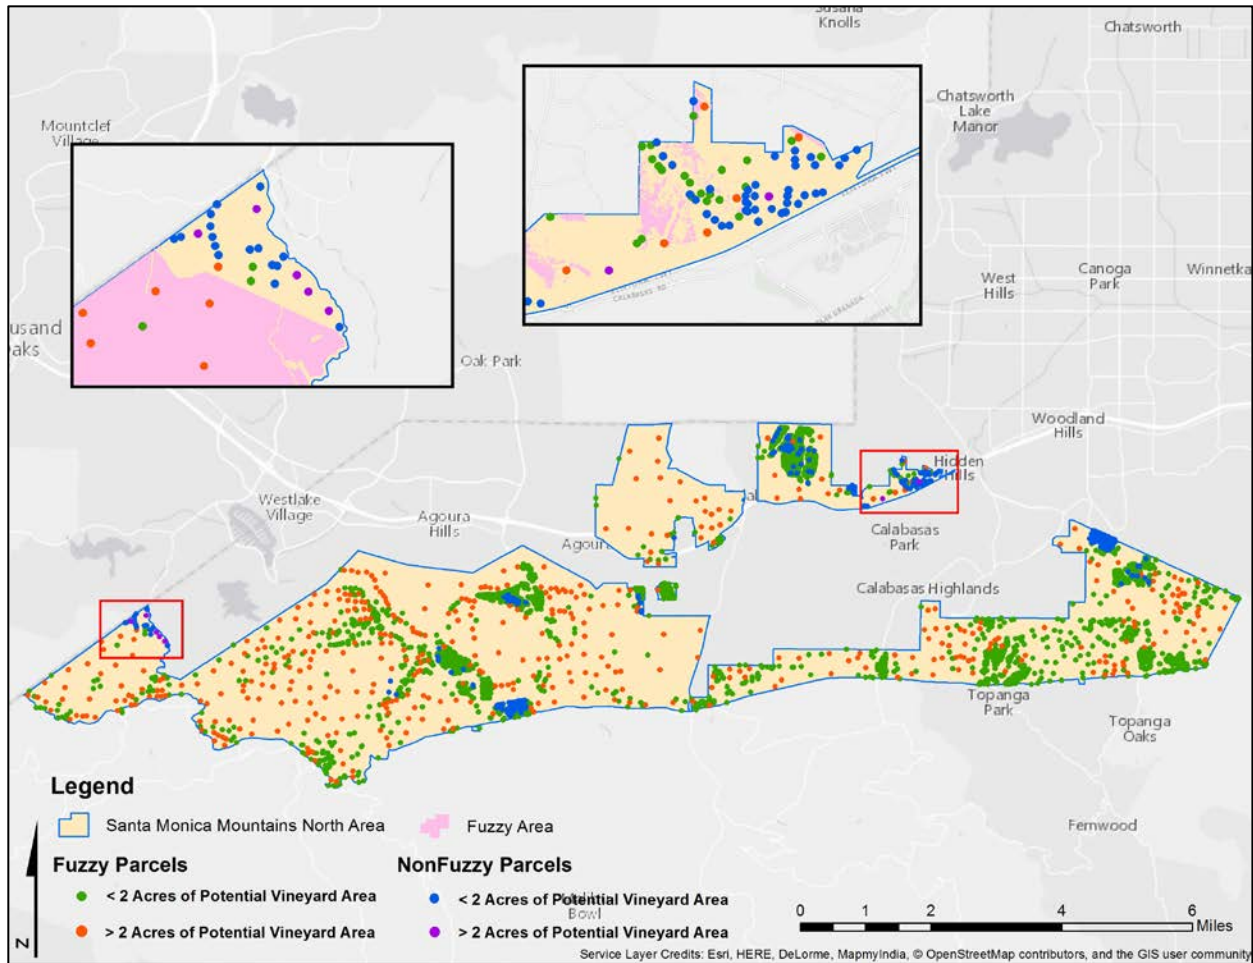 Susana
Knolls
Chatsworth
Chatsworth
Lake
Manor
Mountclef
Village
West
Hills
Canoga
Park
Winnetka
CALABASAS RD
usand
aks
Oak Park
Woodland
Hills
Hidden
Hills
Westlake
Village
Agoura
Hills
Agoura
Calabasas
Park
Calabasas Highlands
Topanga
Park
Topanga
Oaks
Fernwood
Bowl
Legend
Santa Monica Mountains North Area
Fuzzy Area
Fuzzy Parcels
NonFuzzy Parcels
< 2 Acres of Potential Vineyard Area
< 2 Acres of Potential Vineyard Area
> 2 Acres of Potential Vineyard Area
> 2 Acres of Potential Vineyard Area
N
0 1 2 4 6
Miles
Service Layer Credits: Esri, HERE, DeLorme, MapmyIndia, © OpenStreetMap contributors, and the GIS user community